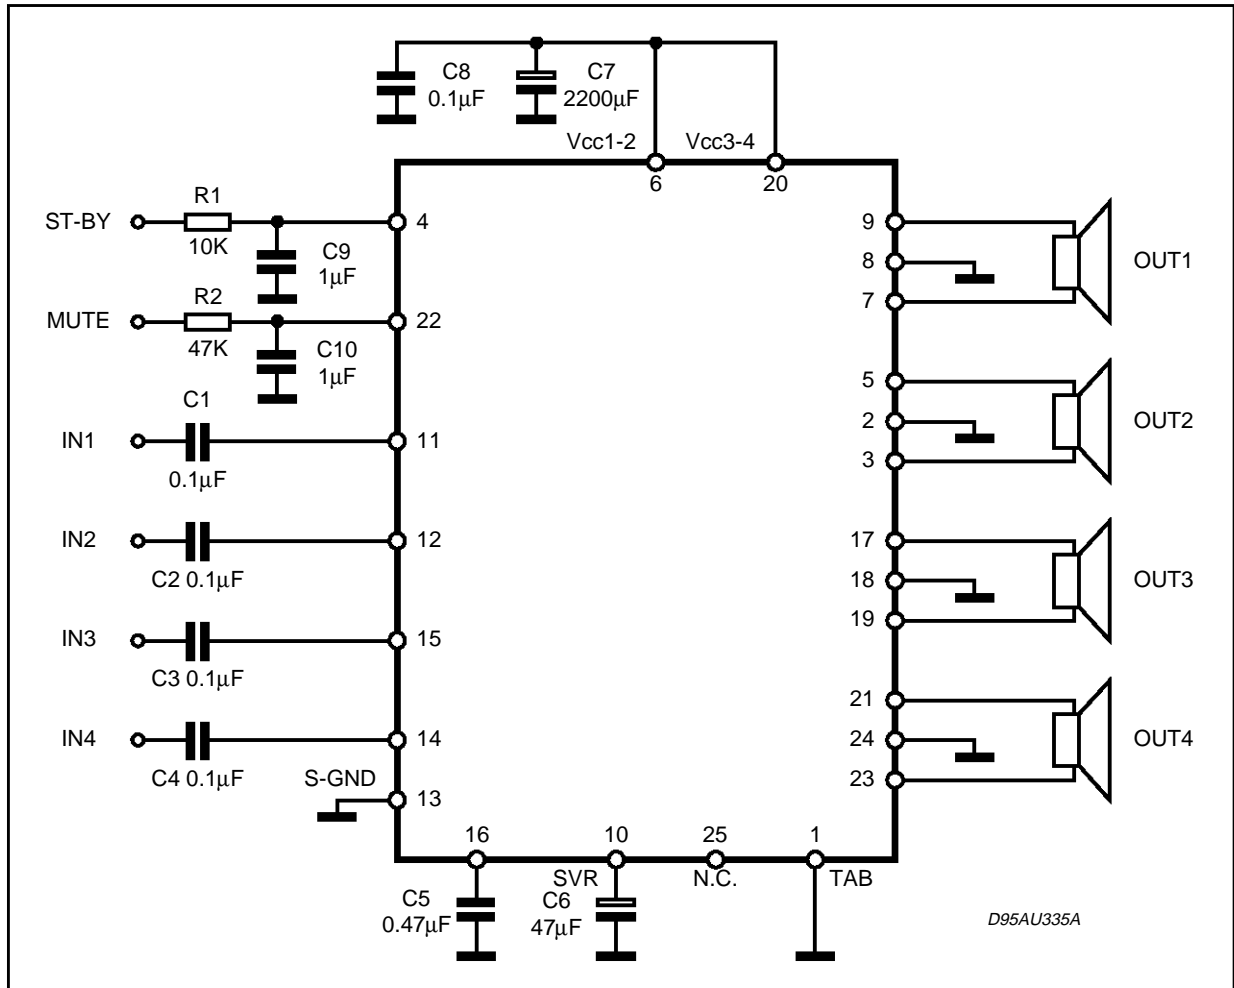 C8
0.1µF
C7
2200µF
Vcc1-2
Vcc3-4
6
20
ST-BY
R1
10K
4
C9
1µF
MUTE
R2
47K
22
C10
1µF
IN1
C1
0.1µF
11
IN2
C2 0.1µF
12
IN3
C3 0.1µF
15
IN4
C4 0.1µF
14
S-GND
13
9
8
7
OUT1
5
2
3
OUT2
17
18
19
OUT3
21
24
23
OUT4
16
10
25
1
SVR
N.C.
TAB
C5
0.47µF
C6
47µF
D95AU335A